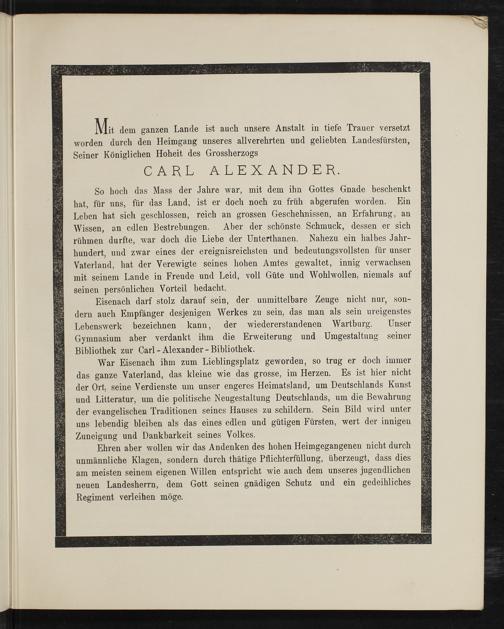 Mit dem ganzen Lande ist auch unsere Anstalt in tiefe Trauer versetzt
worden durch den Heimgang unseres allverehrten und geliebten Landesfürsten,
Seiner Königlichen Hoheit des Grossherzogs
CARL ALEXANDER.
So hoch das Mass der Jahre war, mit dem ihn Gottes Gnade beschenkt
hat, für uns, für das Land, ist er doch noch zu früh abgerufen worden. Ein
Leben hat sich geschlossen, reich an grossen Geschehnissen, an Erfahrung, an
Wissen, an edlen Bestrebungen. Aber der schönste Schmuck, dessen er sich
rühmen durfte, war doch die Liebe der Unterthanen. Nahezu ein halbes Jahr-
hundert, und zwar eines der ereignisreichsten und bedeutungsvollsten für unser
Vaterland, hat der Verewigte seines hohen Amtes gewaltet, innig verwachsen
mit seinem Lande in Freude und Leid, voll Güte und Wohlwollen, niemals auf
seinen persönlichen Vorteil bedacht.
Eisenach darf stolz darauf sein, der unmittelbare Zeuge nicht nur, son-
dern auch Empfänger desjenigen Werkes zu sein, das man als sein ureigenstes
Lebenswerk bezeichnen kann, der wiedererstandenen Wartburg. Unser
Gymnasium aber verdankt ihm die Erweiterung und Umgestaltung seiner
Bibliothek zur Carl-Alexander-Bibliothek.
War Eisenach ihm zum Lieblingsplatz geworden, so trug er doch immer
das ganze Vaterland, das kleine wie das grosse, im Herzen. Es ist hier nicht
der Ort, seine Verdienste um unser engeres Heimatsland, um Deutschlands Kunst
und Litteratur, um die politische Neugestaltung Deutschlands, um die Bewahrung
der evangelischen Traditionen seines Hauses zu schildern. Sein Bild wird unter
uns lebendig bleiben als das eines edlen und gütigen Fürsten, wert der innigen
Zuneigung und Dankbarkeit seines Volkes.
Ehren aber wollen wir das Andenken des hohen Heimgegangenen nicht durch
unmännliche Klagen, sondern durch thätige Pflichterfüllung, überzeugt, dass dies
am meisten seinem eigenen Willen entspricht wie auch dem unseres jugendlichen
neuen Landesherrn, dem Gott seinen gnädigen Schutz und ein gedeihliches
Regiment verleihen möge.